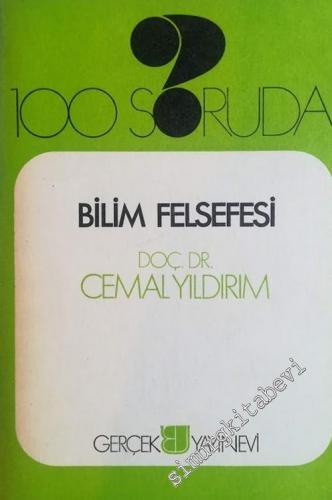 100 SORUDA
BİLİM FELSEFESİ
DOÇ. DR.
CEMAL YILDIRIM
GERÇEK YAYINEVİ
simurgkitabevi